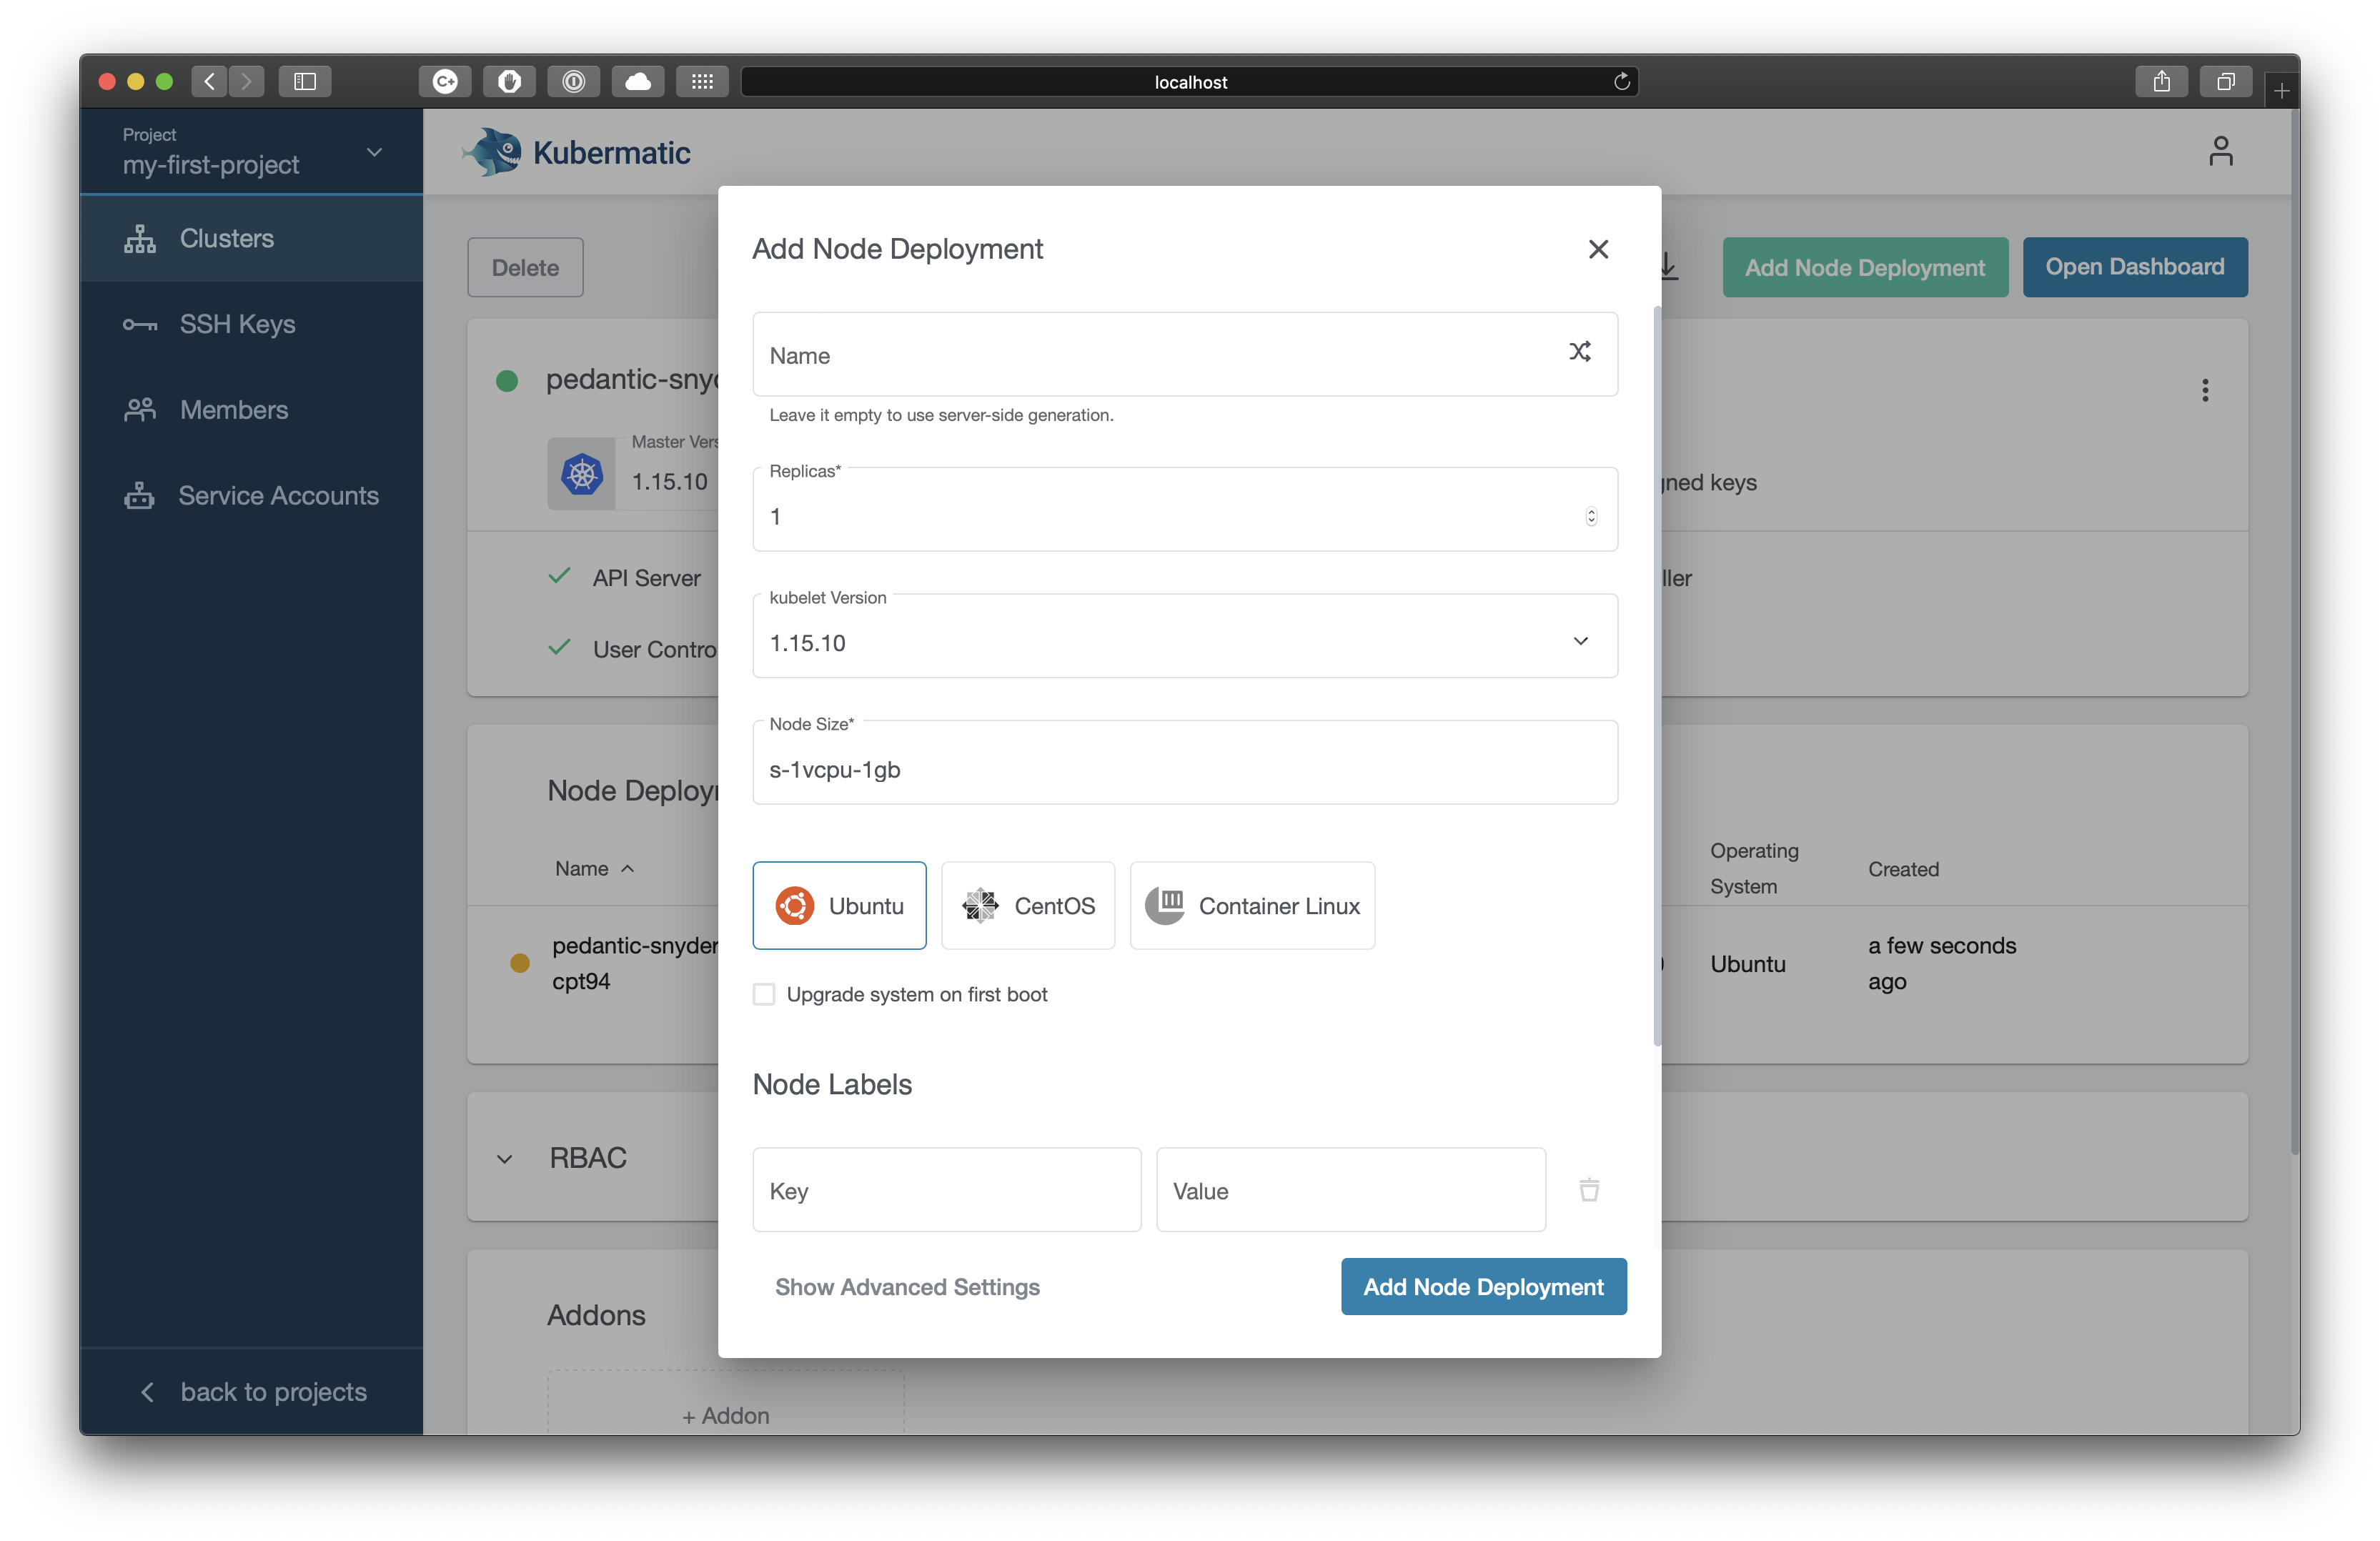 localhost
Project
my-first-project
Kubermatic
Clusters
SSH Keys
Members
Service Accounts
back to projects
Delete
Add Node Deployment
Open Dashboard
pedantic-snyd
Master Vers
1.15.10
gned keys
API Server
ller
User Contro
Node Deploy
Name
Operating
System
Created
pedantic-snyder
cpt94
Ubuntu
a few seconds
ago
RBAC
Addons
+ Addon
Add Node Deployment
Name
Leave it empty to use server-side generation.
Replicas*
1
kubelet Version
1.15.10
Node Size*
s-1vcpu-1gb
Ubuntu
CentOS
Container Linux
Upgrade system on first boot
Node Labels
Key
Value
Show Advanced Settings
Add Node Deployment